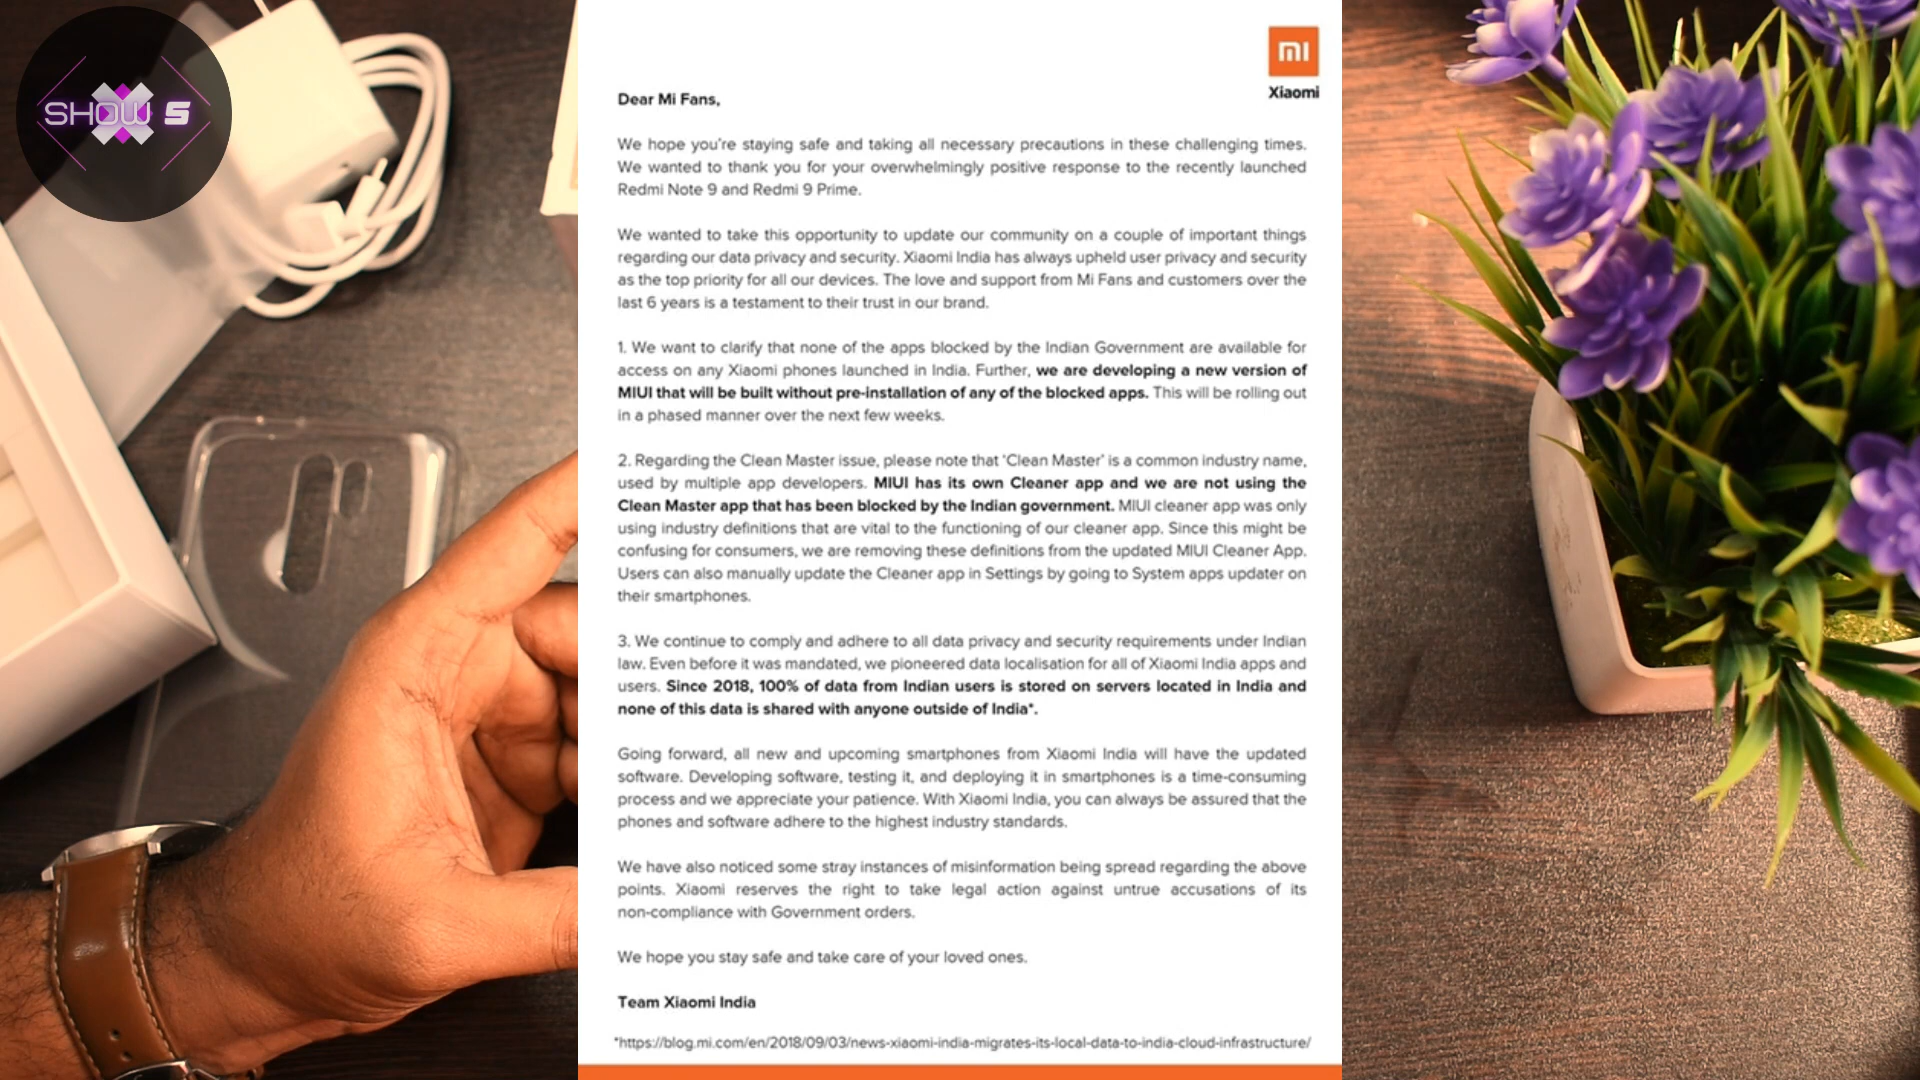 SHOW 5
mi
Xiaomi
Dear Mi Fans,
We hope you're staying safe and taking all necessary precautions in these challenging times.
We wanted to thank you for your overwhelmingly positive response to the recently launched
Redmi Note 9 and Redmi 9 Prime.
We wanted to take this opportunity to update our community on a couple of important things
regarding our data privacy and security. Xiaomi India has always upheld user privacy and security
as the top priority for all our devices. The love and support from Mi Fans and customers over the
last 6 years is a testament to their trust in our brand.
1. We want to clarify that none of the apps blocked by the Indian Government are available for
access on any Xiaomi phones launched in India. Further, we are developing a new version of
MIUI that will be built without pre-installation of any of the blocked apps. This will be rolling out
in a phased manner over the next few weeks.
2. Regarding the Clean Master issue, please note that 'Clean Master' is a common industry name,
used by multiple app developers. MIUI has its own Cleaner app and we are not using the
Clean Master app that has been blocked by the Indian government. MIUI cleaner app was only
using industry definitions that are vital to the functioning of our cleaner app. Since this might be
confusing for consumers, we are removing these definitions from the updated MIUI Cleaner App.
Users can also manually update the Cleaner app in Settings by going to System apps updater on
their smartphones.
3. We continue to comply and adhere to all data privacy and security requirements under Indian
law. Even before it was mandated, we pioneered data localisation for all of Xiaomi India apps and
users. Since 2018, 100% of data from Indian users is stored on servers located in India and
none of this data is shared with anyone outside of India*.
Going forward, all new and upcoming smartphones from Xiaomi India will have the updated
software. Developing software, testing it, and deploying it in smartphones is a time-consuming
process and we appreciate your patience. With Xiaomi India, you can always be assured that the
phones and software adhere to the highest industry standards.
We have also noticed some stray instances of misinformation being spread regarding the above
points. Xiaomi reserves the right to take legal action against untrue accusations of its
non-compliance with Government orders.
We hope you stay safe and take care of your loved ones.
Team Xiaomi India
*https://blog.mi.com/en/2018/09/03/news-xiaomi-india-migrates-its-local-data-to-india-cloud-infrastructure/